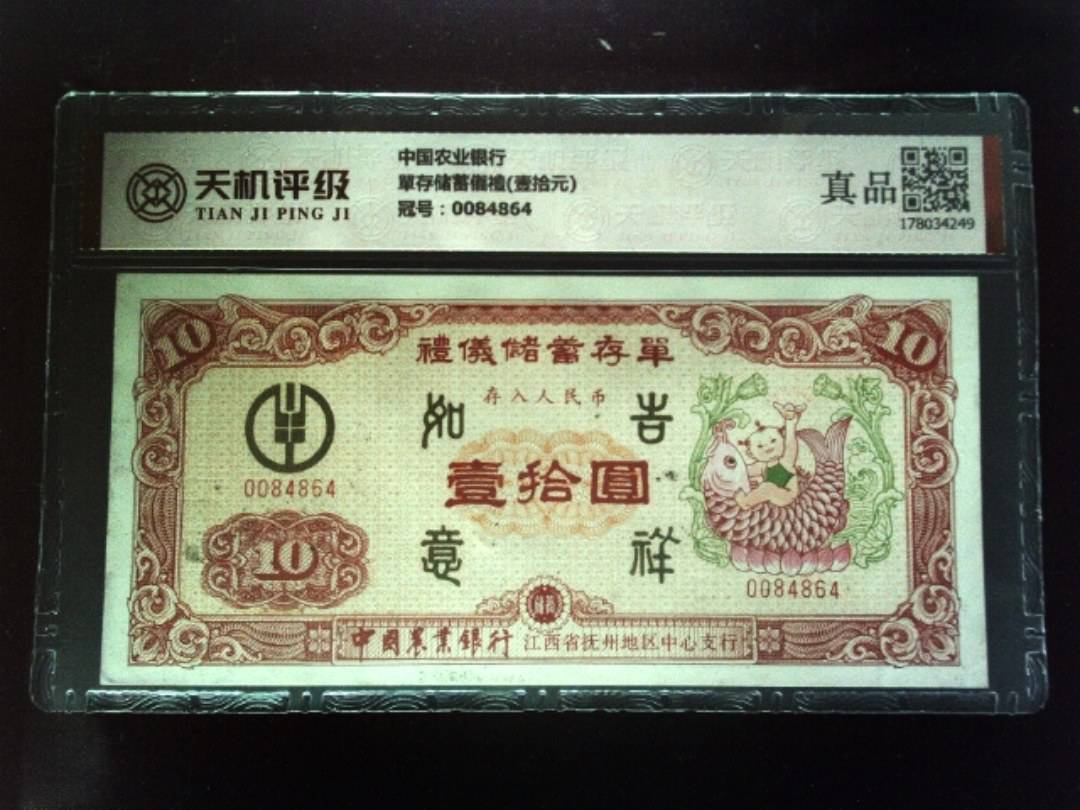 天机评级
TIAN JI PING JI
中国农业银行
單存储蓄儀禮(壹拾元)
冠号:0084864
真品
178034249
10
10
禮儀儲蓄存單
存入人民币
如意
吉祥
壹拾圓
0084864
10
0084864
中國農業銀行 江西省抚州地区中心支行